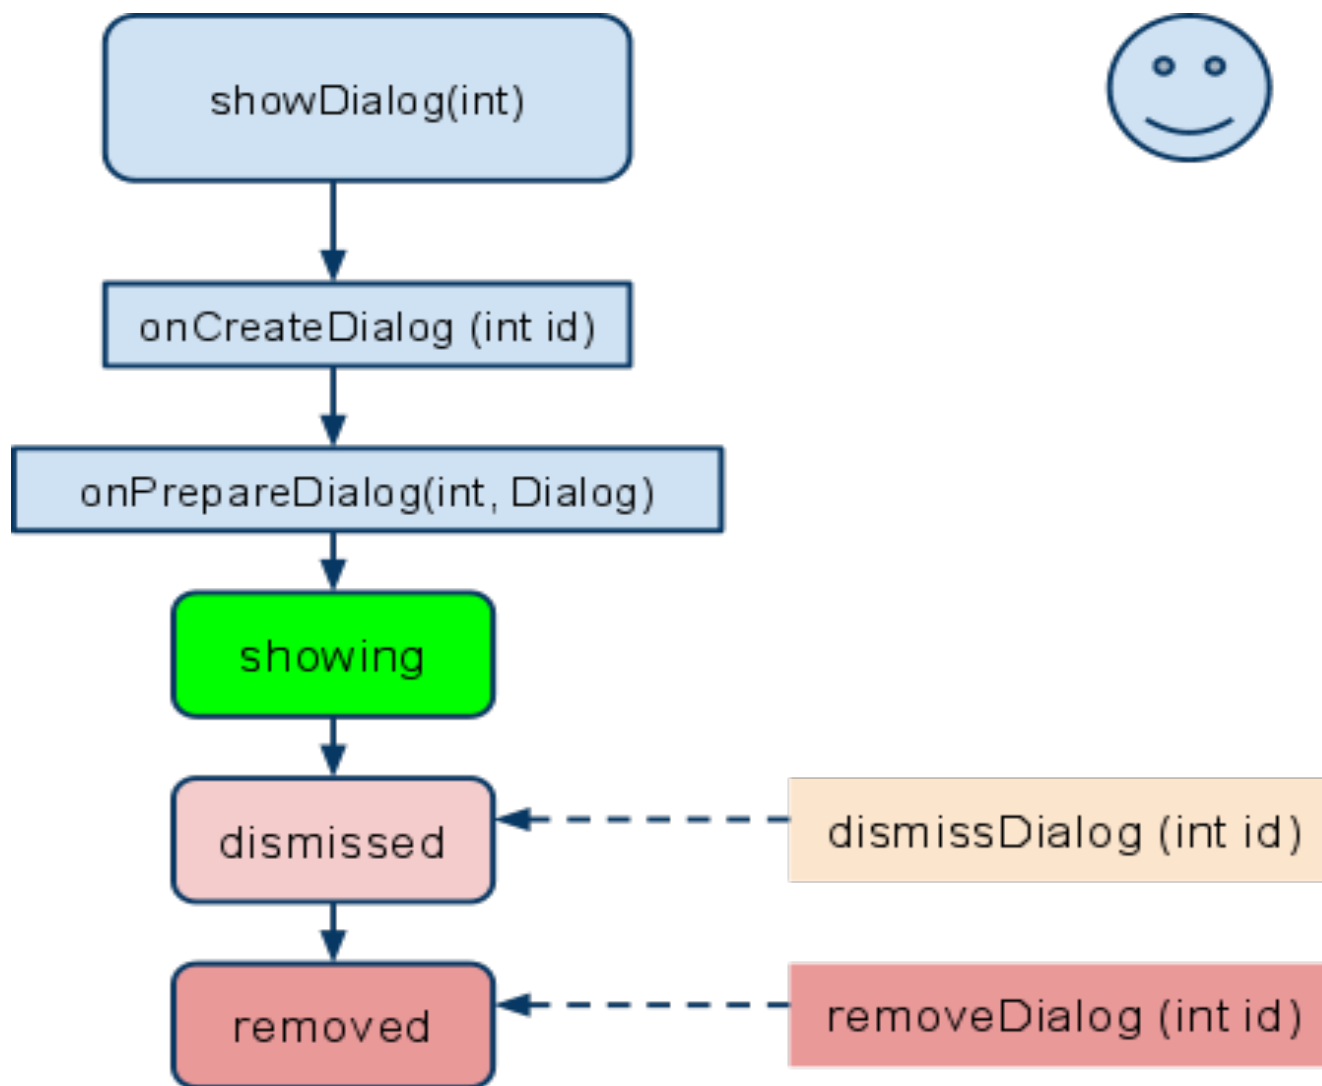 showDialog(int)
onCreateDialog (int id)
onPrepareDialog(int, Dialog)
showing
dismissed
dismissDialog (int id)
removed
removeDialog (int id)